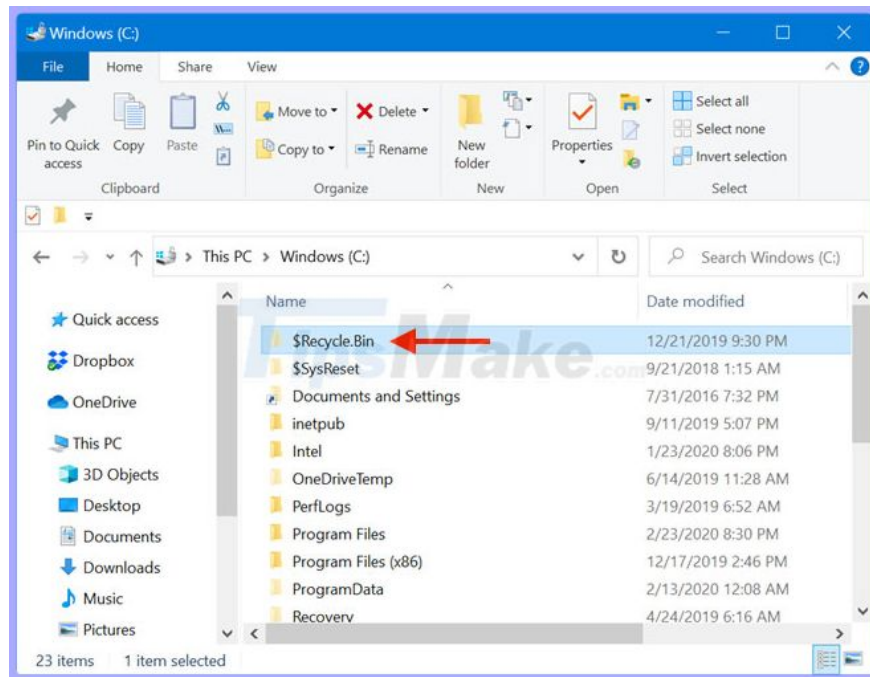 Windows (C:)
File Home Share View
Pin to Quick access
Copy
Paste
Move to
Copy to
Delete
Rename
New folder
Properties
Select all
Select none
Invert selection
Clipboard Organize New Open Select
This PC > Windows (C:)
Search Windows (C:)
Quick access
Dropbox
OneDrive
This PC
3D Objects
Desktop
Documents
Downloads
Music
Pictures
Name Date modified
$Recycle.Bin 12/21/2019 9:30 PM
$SysReset 9/21/2018 1:15 AM
Documents and Settings 7/31/2016 7:32 PM
inetpub 9/11/2019 5:07 PM
Intel 1/23/2020 8:06 PM
OneDriveTemp 6/14/2019 11:28 AM
PerfLogs 3/19/2019 6:52 AM
Program Files 2/23/2020 8:30 PM
Program Files (x86) 12/17/2019 2:46 PM
ProgramData 2/13/2020 12:08 AM
Recovery 4/24/2019 6:16 AM
TipsMake.com
23 items 1 item selected